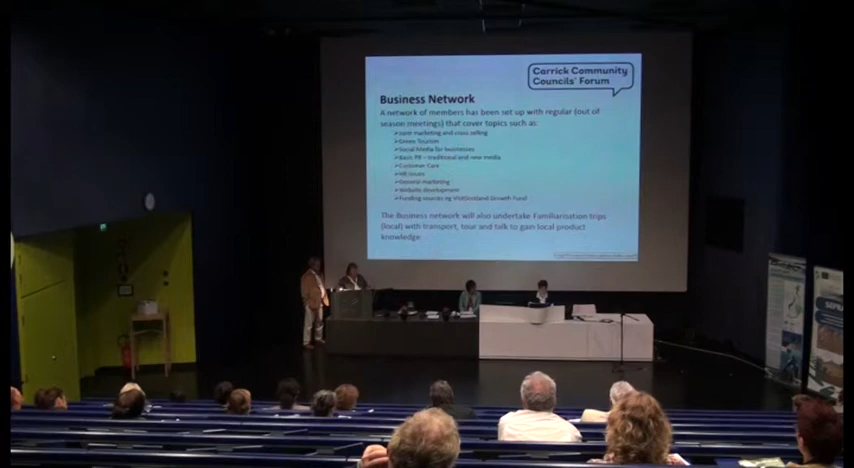 Carrick Community
Councils' Forum
Business Network
A network of members has been set up with regular (out of
season meetings) that cover topics such as:
➢Joint marketing and cross selling
➢Green Tourism
➢Social Media for businesses
➢Basic PR – traditional and new media
➢Customer Care
➢HR issues
➢General marketing
➢Website development
➢Funding sources eg VisitScotland Growth Fund
The Business network will also undertake Familiarisation trips
(local) with transport, tour and talk to gain local product
knowledge